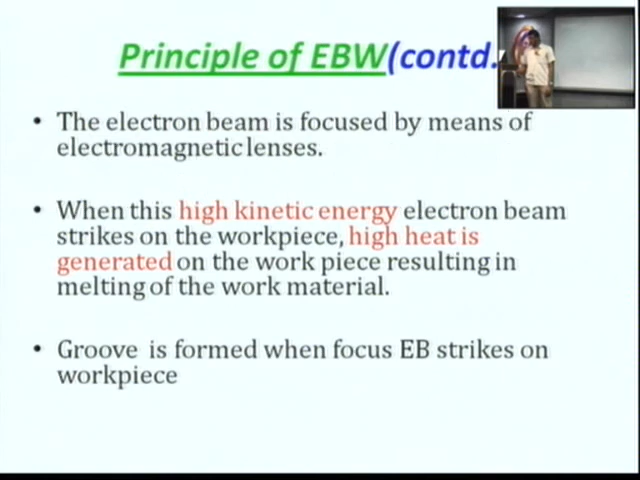 Principle of EBW(contd.
• The electron beam is focused by means of
electromagnetic lenses.
• When this high kinetic energy electron beam
strikes on the workpiece, high heat is
generated on the work piece resulting in
melting of the work material.
• Groove is formed when focus EB strikes on
workpiece